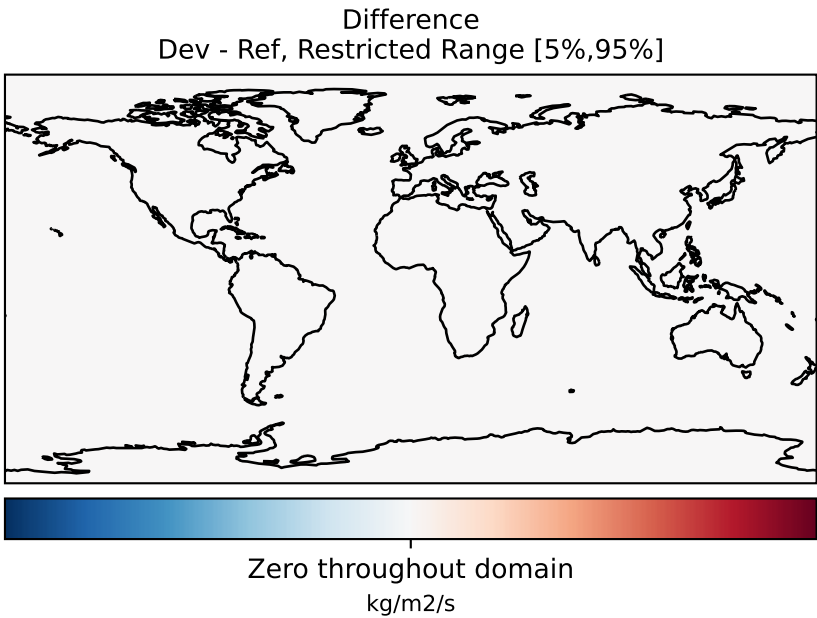 Difference
Dev - Ref, Restricted Range [5%,95%]
Zero throughout domain
kg/m2/s